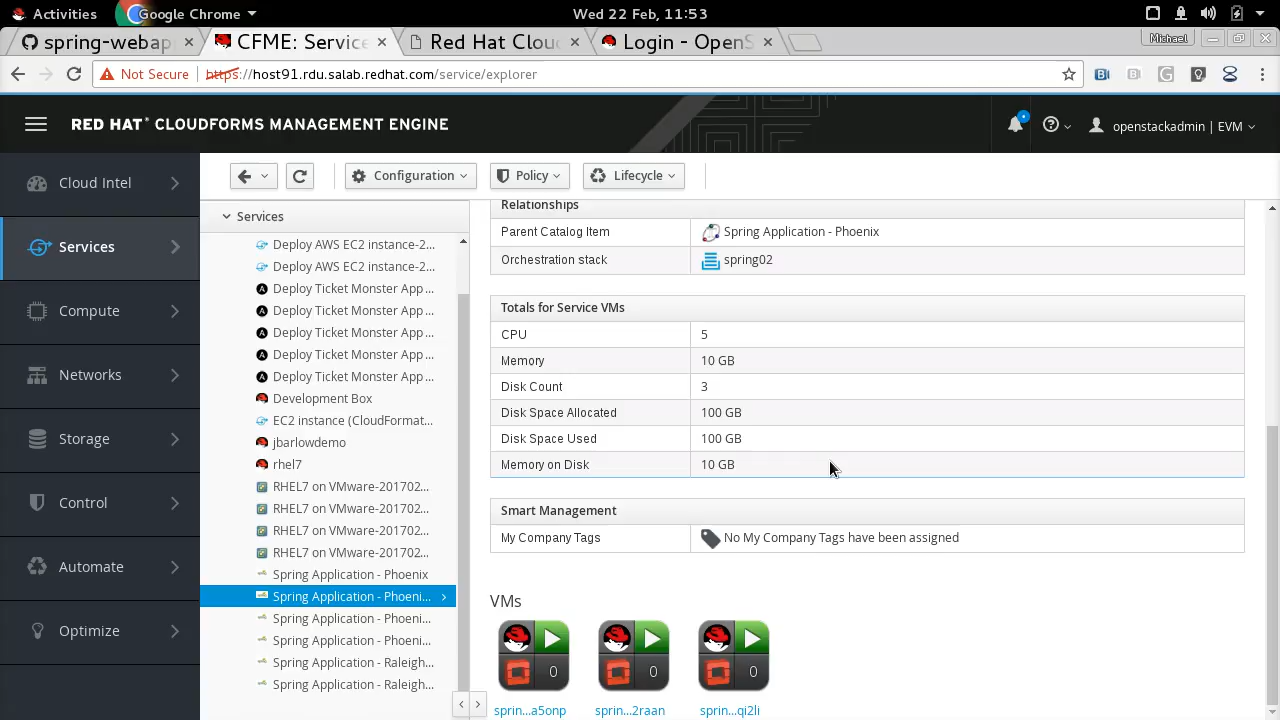 Activities Google Chrome Wed 22 Feb, 11:53
spring-webap × CFME: Service × Red Hat Clou × Login - OpenS × Michael
Not Secure https://host91.rdu.salab.redhat.com/service/explorer
RED HAT® CLOUDFORMS MANAGEMENT ENGINE openstackadmin | EVM
Cloud Intel
Services
Compute
Networks
Storage
Control
Automate
Optimize
Configuration Policy Lifecycle
Services
Deploy AWS EC2 instance-2...
Deploy AWS EC2 instance-2...
Deploy Ticket Monster App ...
Deploy Ticket Monster App ...
Deploy Ticket Monster App ...
Deploy Ticket Monster App ...
Deploy Ticket Monster App ...
Development Box
EC2 instance (CloudFormat...
jbarlowdemo
rhel7
RHEL7 on VMware-201702...
RHEL7 on VMware-201702...
RHEL7 on VMware-201702...
RHEL7 on VMware-201702...
Spring Application - Phoenix
Spring Application - Phoeni...
Spring Application - Phoeni...
Spring Application - Phoeni...
Spring Application - Raleigh...
Spring Application - Raleigh...
Relationships
Parent Catalog Item Spring Application - Phoenix
Orchestration stack spring02
Totals for Service VMs
CPU 5
Memory 10 GB
Disk Count 3
Disk Space Allocated 100 GB
Disk Space Used 100 GB
Memory on Disk 10 GB
Smart Management
My Company Tags No My Company Tags have been assigned
VMs
0 0 0
sprin...a5onp sprin...2raan sprin...qi2li